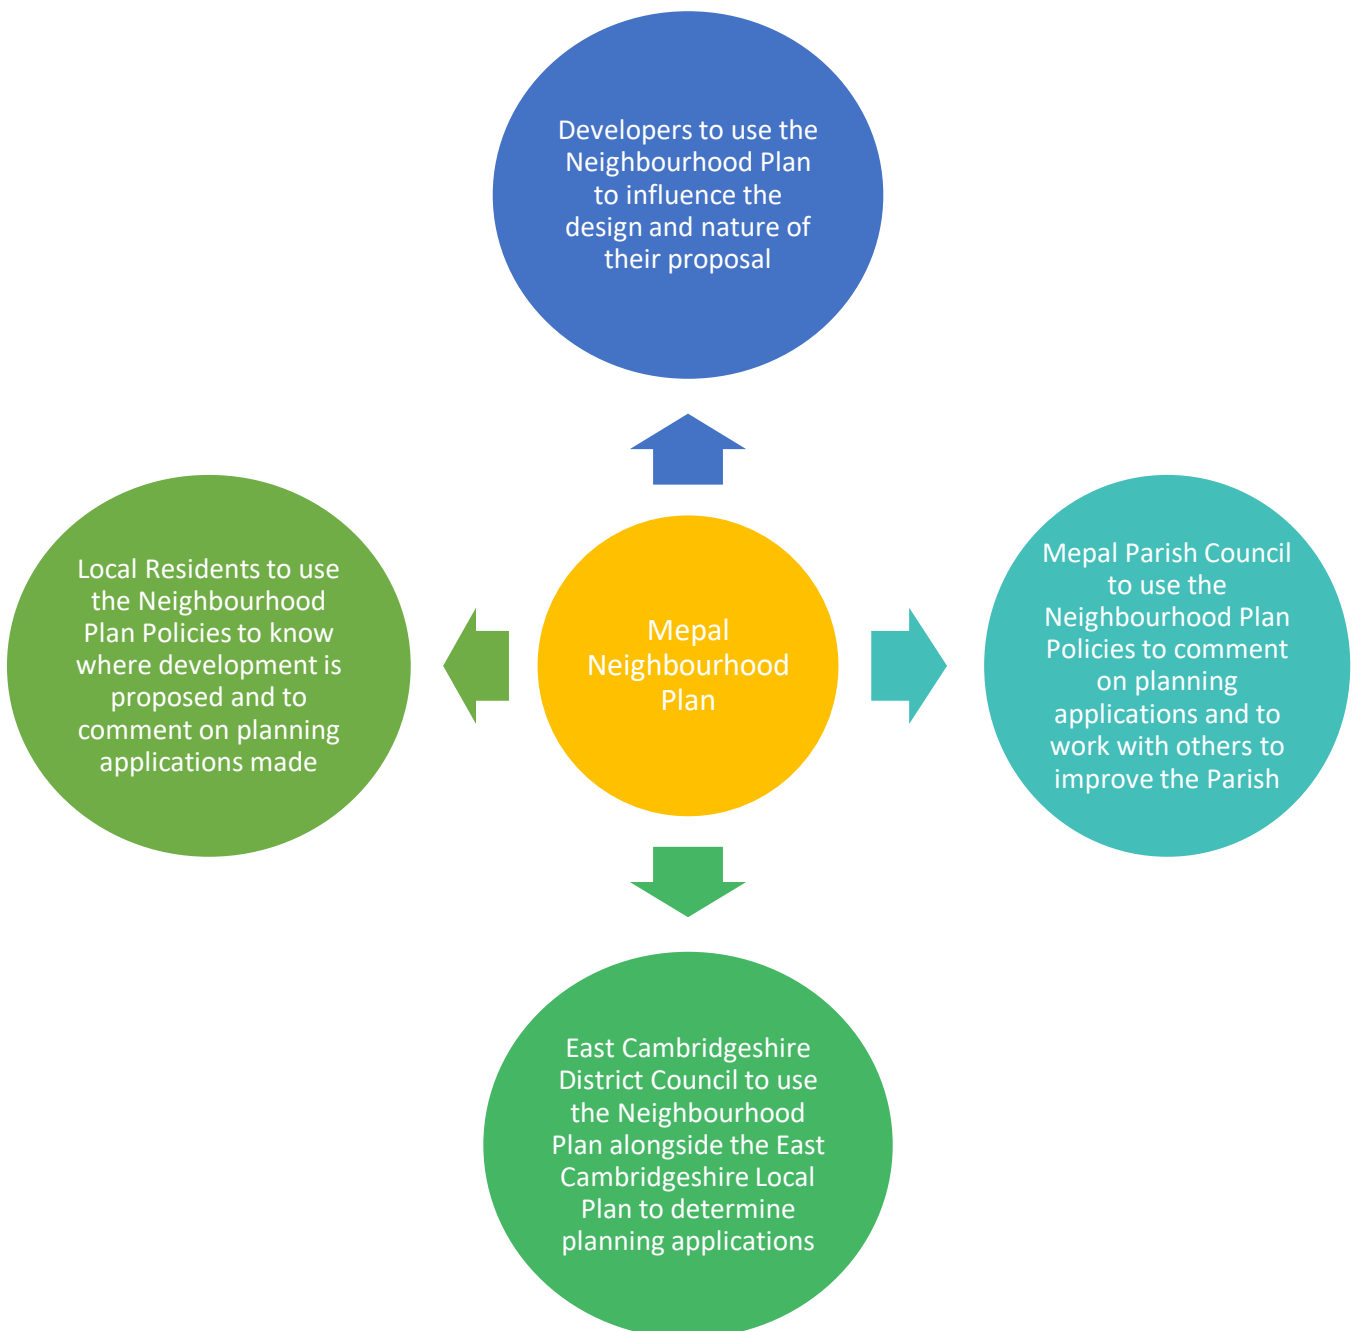 Developers to use the
Neighbourhood Plan
to influence the
design and nature of
their proposal
Local Residents to use
the Neighbourhood
Plan Policies to know
where development is
proposed and to
comment on planning
applications made
Mepal
Neighbourhood
Plan
Mepal Parish Council
to use the
Neighbourhood Plan
Policies to comment
on planning
applications and to
work with others to
improve the Parish
East Cambridgeshire
District Council to use
the Neighbourhood
Plan alongside the East
Cambridgeshire Local
Plan to determine
planning applications